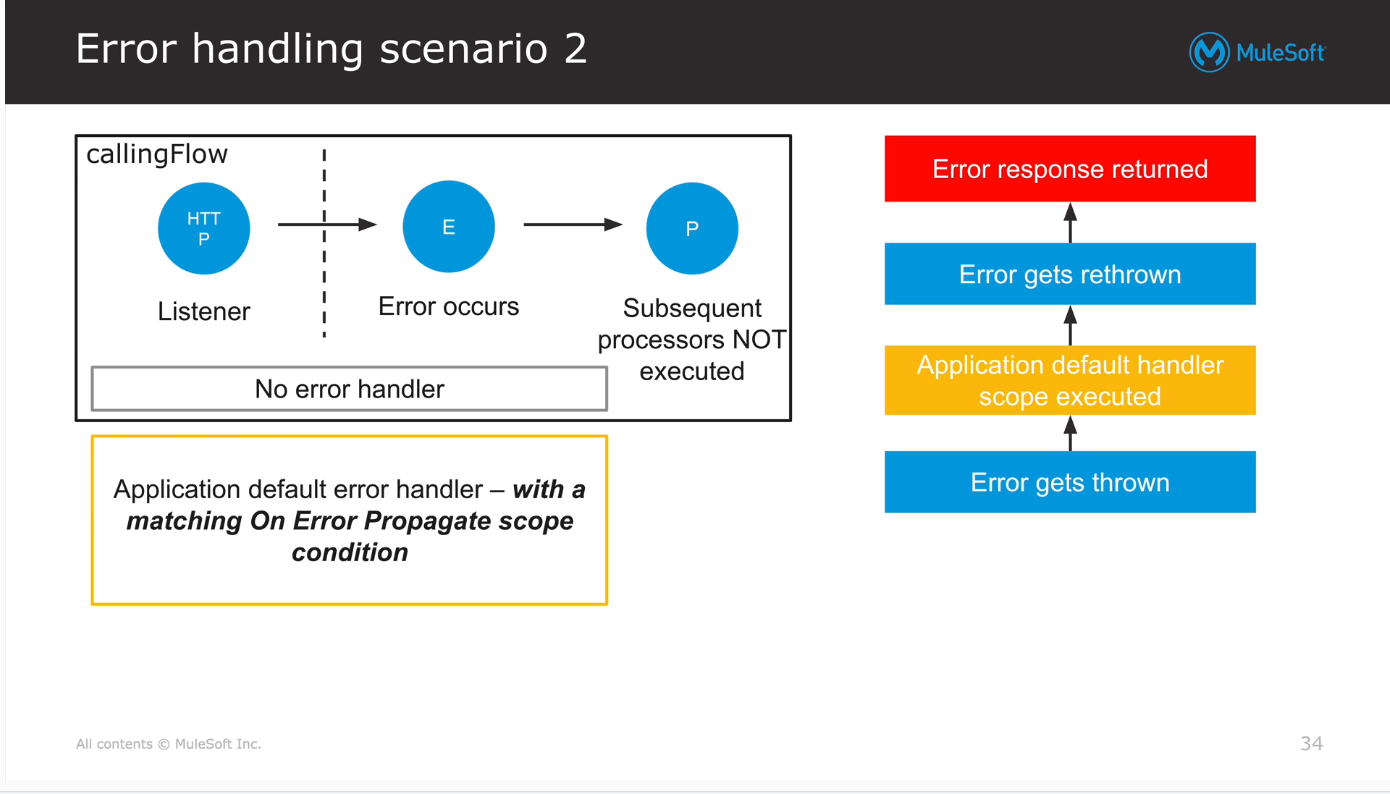 Error handling scenario 2
MuleSoft
callingFlow
HTT
P
E
P
Listener
Error occurs
Subsequent
processors NOT
executed
No error handler
Application default error handler – with a
matching On Error Propagate scope
condition
Error response returned
Error gets rethrown
Application default handler
scope executed
Error gets thrown
All contents © MuleSoft Inc.
34